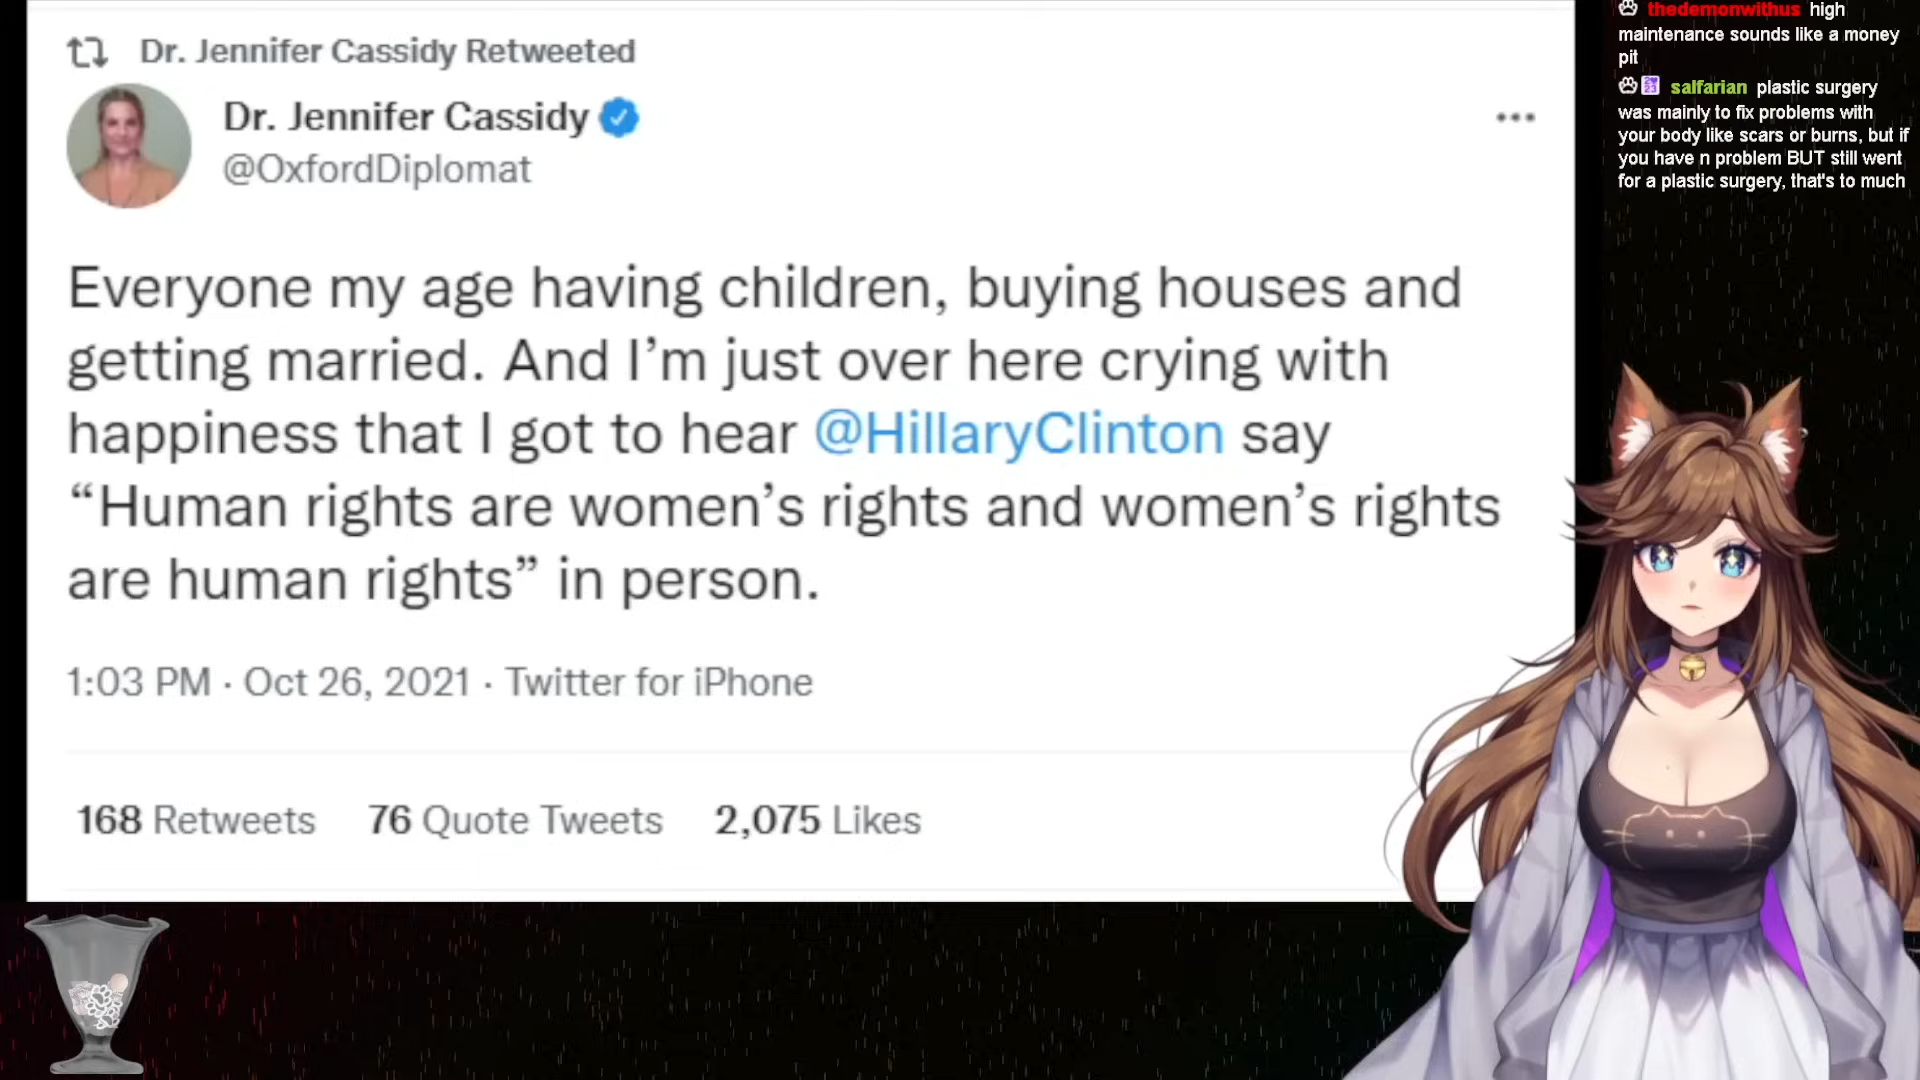 Dr. Jennifer Cassidy Retweeted
Dr. Jennifer Cassidy
@OxfordDiplomat
Everyone my age having children, buying houses and
getting married. And I’m just over here crying with
happiness that I got to hear @HillaryClinton say
“Human rights are women’s rights and women’s rights
are human rights” in person.
1:03 PM · Oct 26, 2021 · Twitter for iPhone
168 Retweets 76 Quote Tweets 2,075 Likes
thedemonwithus high
maintenance sounds like a money
pit
salfarian plastic surgery
was mainly to fix problems with
your body like scars or burns, but if
you have n problem BUT still went
for a plastic surgery, that's to much